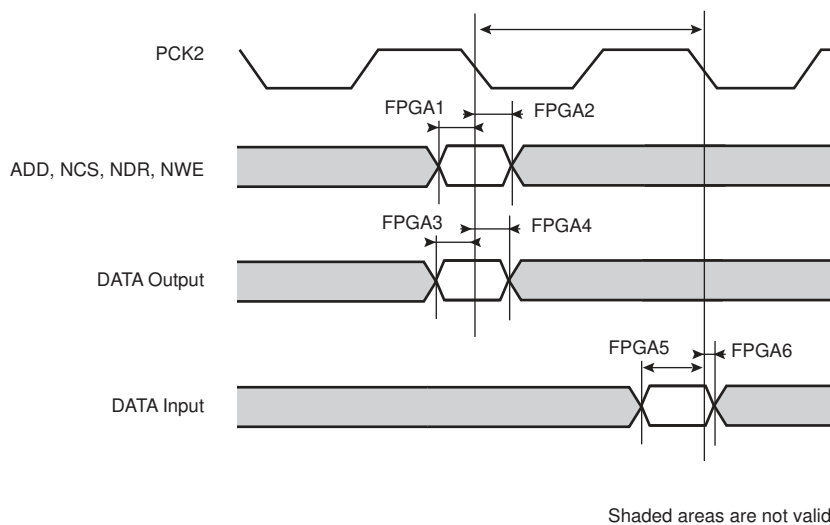 PCK2
FPGA1
FPGA2
ADD, NCS, NDR, NWE
FPGA3
FPGA4
DATA Output
FPGA5
FPGA6
DATA Input
Shaded areas are not valid